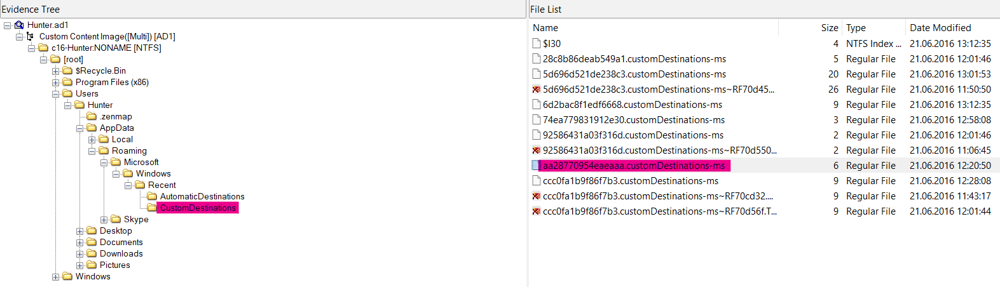 Evidence Tree
Hunter.ad1
Custom Content Image([Multi]) [AD1]
c16-Hunter:NONAME [NTFS]
[root]
$Recycle.Bin
Program Files (x86)
Users
Hunter
.zenmap
AppData
Local
Roaming
Microsoft
Windows
Recent
AutomaticDestinations
CustomDestinations
Skype
Desktop
Documents
Downloads
Pictures
Windows
File List
Name Size Type Date Modified
$I30 4 NTFS Index ... 21.06.2016 13:12:35
28c8b86deab549a1.customDestinations-ms 5 Regular File 21.06.2016 12:01:46
5d696d521de238c3.customDestinations-ms 20 Regular File 21.06.2016 13:01:53
5d696d521de238c3.customDestinations-ms~RF70d45... 26 Regular File 21.06.2016 11:50:50
6d2bac8f1edf6668.customDestinations-ms 9 Regular File 21.06.2016 13:12:35
74ea779831912e30.customDestinations-ms 3 Regular File 21.06.2016 12:58:08
92586431a03f316d.customDestinations-ms 2 Regular File 21.06.2016 12:01:46
92586431a03f316d.customDestinations-ms~RF70d550... 2 Regular File 21.06.2016 11:06:45
aa28770954eaeaaa.customDestinations-ms 6 Regular File 21.06.2016 12:20:50
ccc0fa1b9f86f7b3.customDestinations-ms 9 Regular File 21.06.2016 12:28:08
ccc0fa1b9f86f7b3.customDestinations-ms~RF70cd32.... 9 Regular File 21.06.2016 11:43:17
ccc0fa1b9f86f7b3.customDestinations-ms~RF70d56f.T... 9 Regular File 21.06.2016 12:01:44